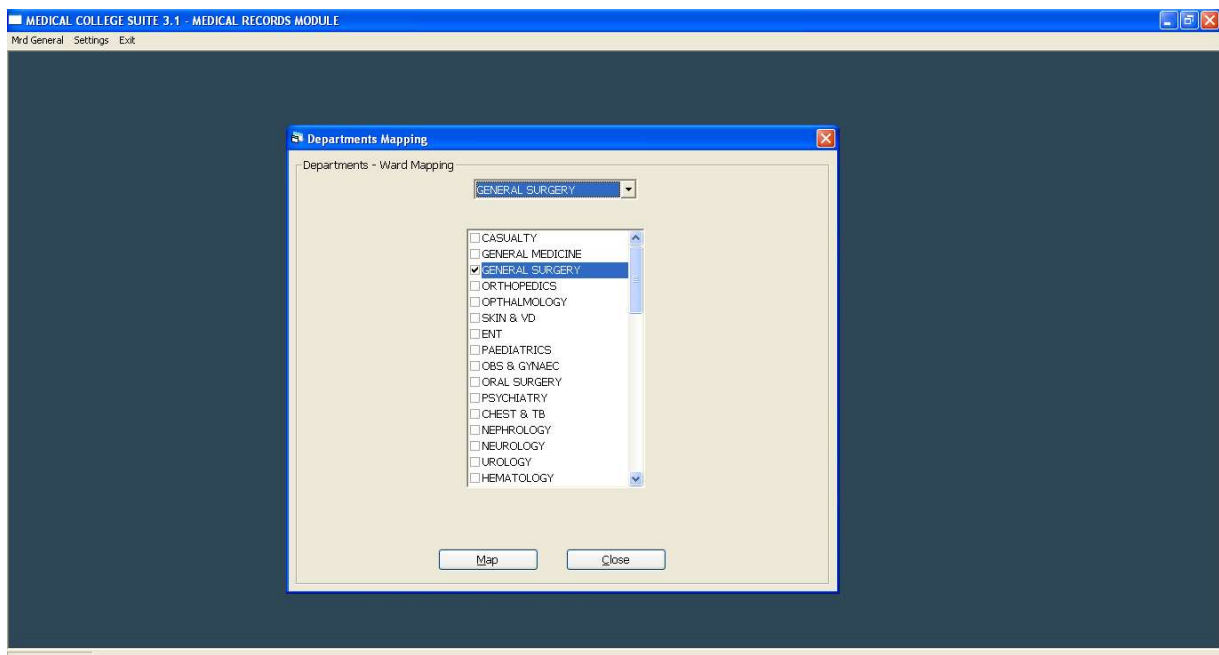 MEDICAL COLLEGE SUITE 3.1 - MEDICAL RECORDS MODULE
Mrd General Settings Exit
Departments Mapping
Departments - Ward Mapping
GENERAL SURGERY
CASUALTY
GENERAL MEDICINE
GENERAL SURGERY
ORTHOPEDICS
OPTHALMOLOGY
SKIN & VD
ENT
PAEDIATRICS
OBS & GYNAEC
ORAL SURGERY
PSYCHIATRY
CHEST & TB
NEPHROLOGY
NEUROLOGY
UROLOGY
HEMATOLOGY
Map Close